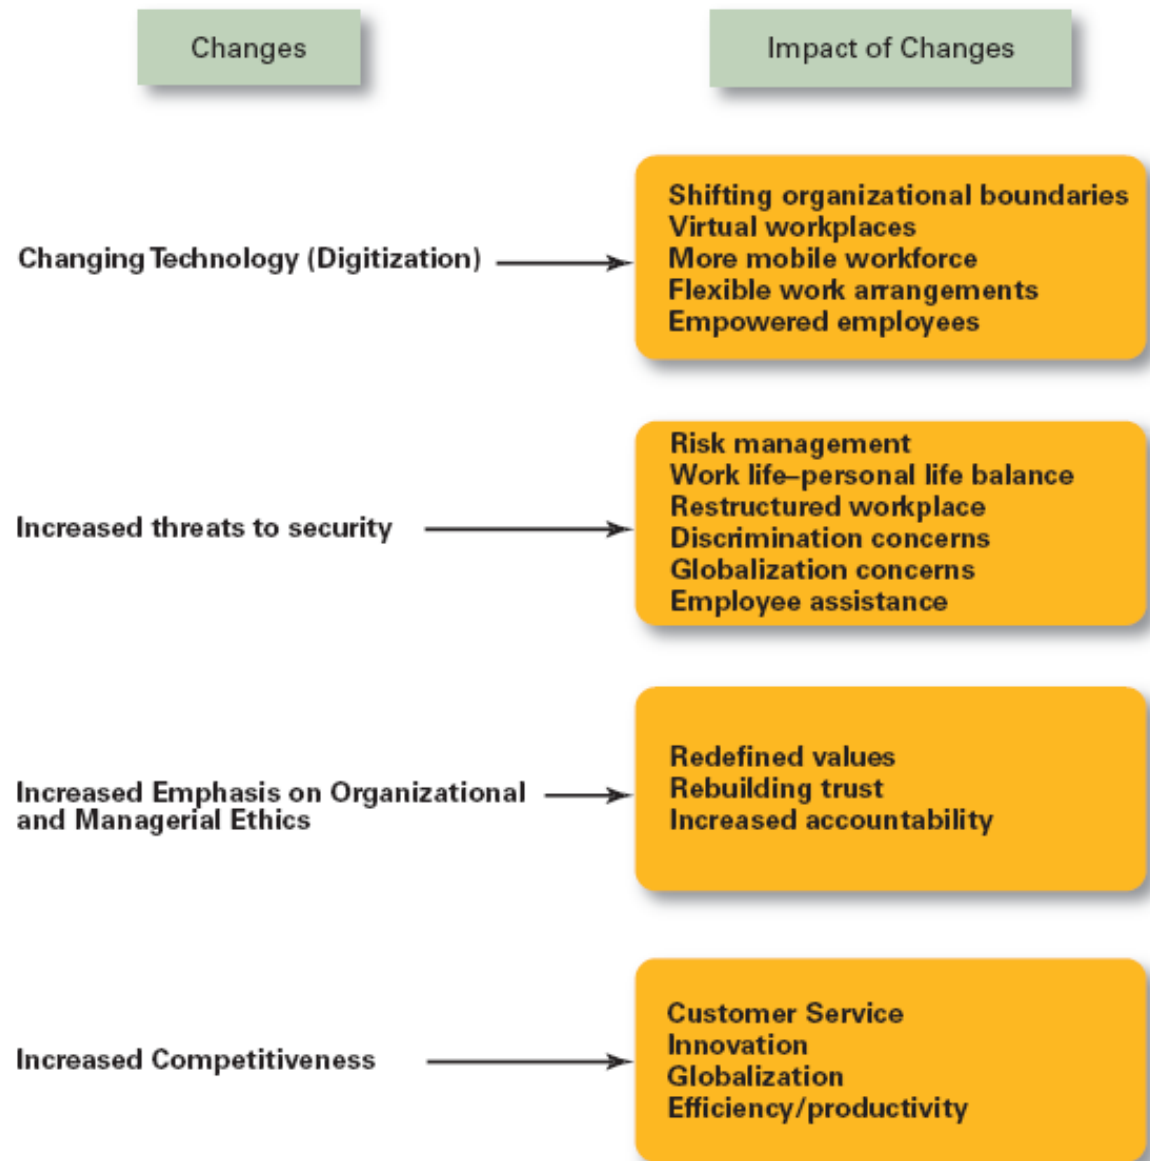 Changes
Impact of Changes
Changing Technology (Digitization)
Shifting organizational boundaries
Virtual workplaces
More mobile workforce
Flexible work arrangements
Empowered employees
Increased threats to security
Risk management
Work life–personal life balance
Restructured workplace
Discrimination concerns
Globalization concerns
Employee assistance
Increased Emphasis on Organizational
and Managerial Ethics
Redefined values
Rebuilding trust
Increased accountability
Increased Competitiveness
Customer Service
Innovation
Globalization
Efficiency/productivity